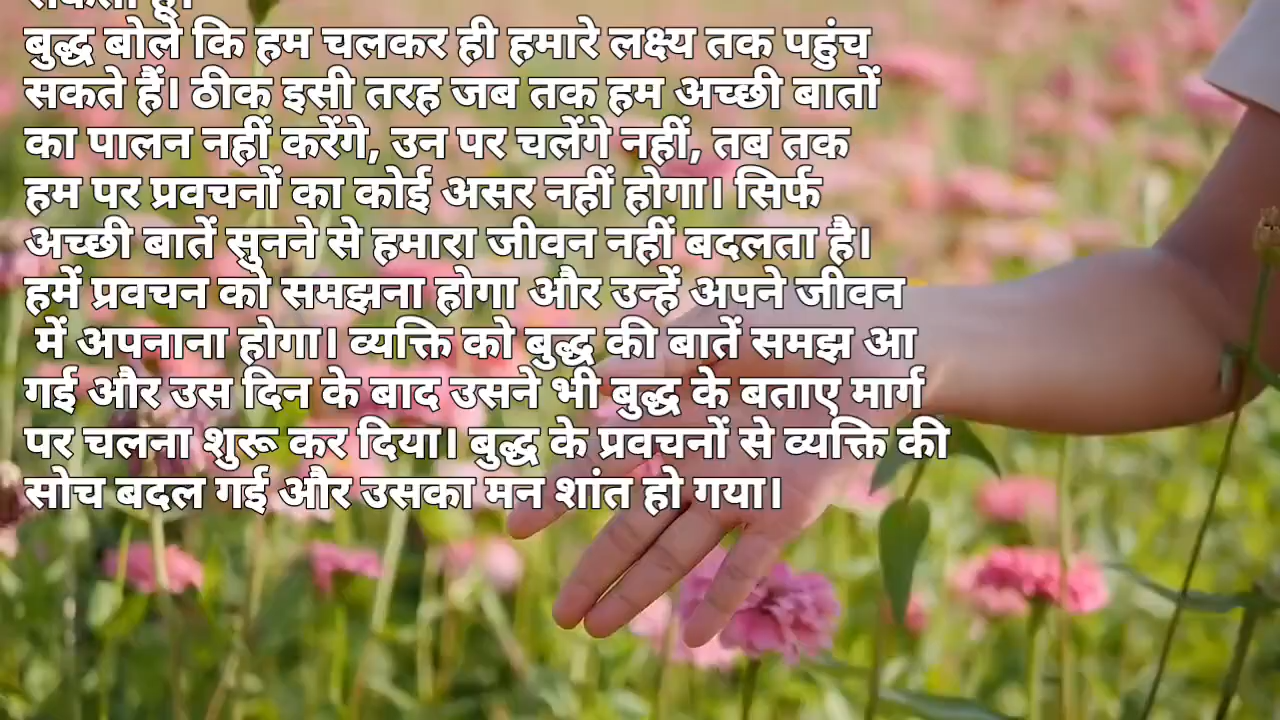 बुद्ध बोले कि हम चलकर ही हमारे लक्ष्य तक पहुंच
सकते हैं। ठीक इसी तरह जब तक हम अच्छी बातों
का पालन नहीं करेंगे, उन पर चलेंगे नहीं, तब तक
हम पर प्रवचनों का कोई असर नहीं होगा। सिर्फ
अच्छी बातें सुनने से हमारा जीवन नहीं बदलता है।
हमें प्रवचन को समझना होगा और उन्हें अपने जीवन
में अपनाना होगा। व्यक्ति को बुद्ध की बातें समझ आ
गई और उस दिन के बाद उसने भी बुद्ध के बताए मार्ग
पर चलना शुरू कर दिया। बुद्ध के प्रवचनों से व्यक्ति की
सोच बदल गई और उसका मन शांत हो गया।